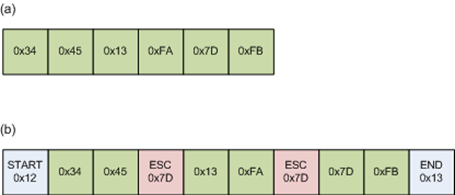 (a)
0x34 0x45 0x13 0xFA 0x7D 0xFB
(b)
START 0x12 0x34 0x45 ESC 0x7D 0x13 0xFA ESC 0x7D 0x7D 0xFB END 0x13